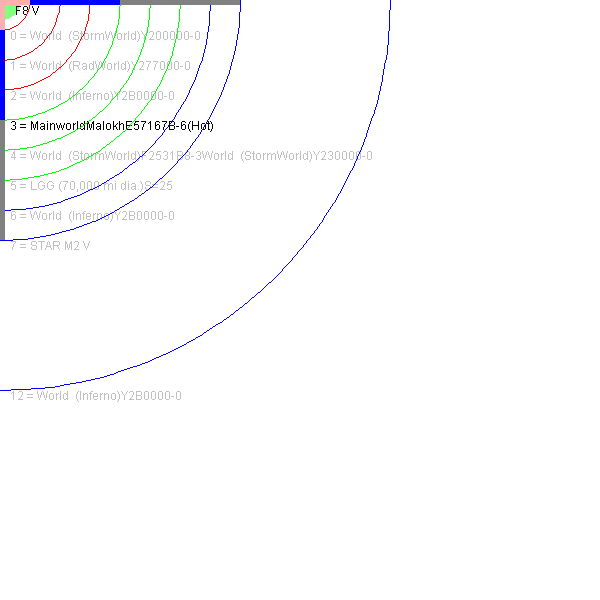 F8 V
0 = World (StormWorld)Y200000-0
1 = World (RadWorld)Y277000-0
2 = World (Inferno)Y2B0000-0
3 = MainworldMalokhE57167B-6(Hot)
4 = World (StormWorld)F2531B3-3World (StormWorld)Y230000-0
5 = LGG (70,000 mi dia.)S=25
6 = World (Inferno)Y2B0000-0
7 = STAR M2 V
12 = World (Inferno)Y2B0000-0